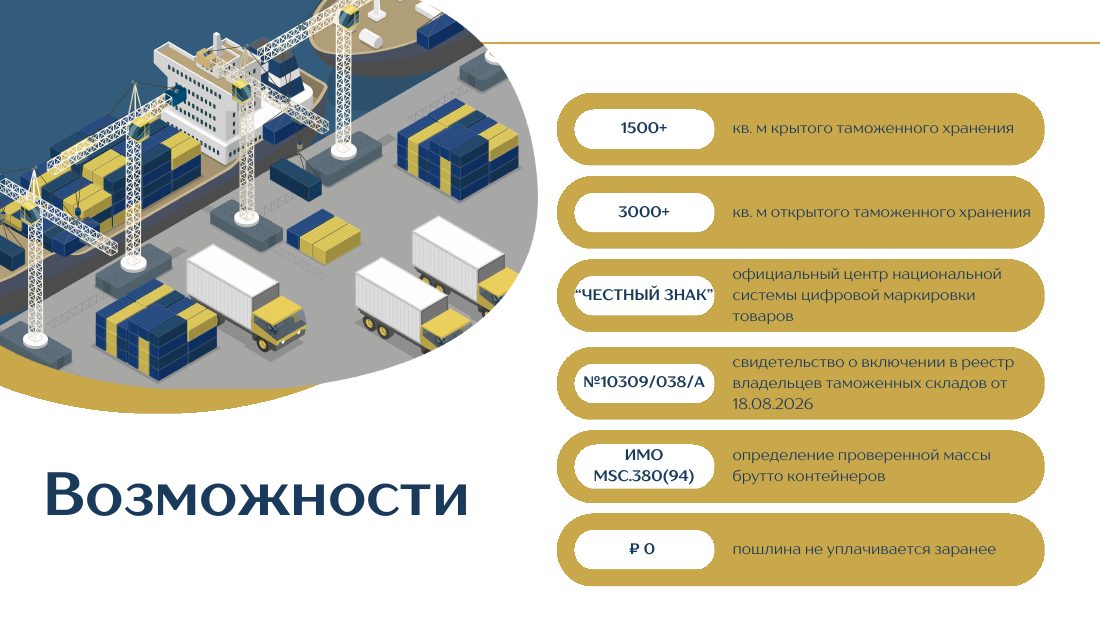 1500+
кв. м крытого таможенного хранения
3000+
кв. м открытого таможенного хранения
“ЧЕСТНЫЙ ЗНАК”
официальный центр национальной
системы цифровой маркировки
товаров
№10309/038/А
свидетельство о включении в реестр
владельцев таможенных складов от
18.08.2026
ИМО
MSC.380(94)
определение проверенной массы
брутто контейнеров
₽ 0
пошлина не уплачивается заранее
Возможности